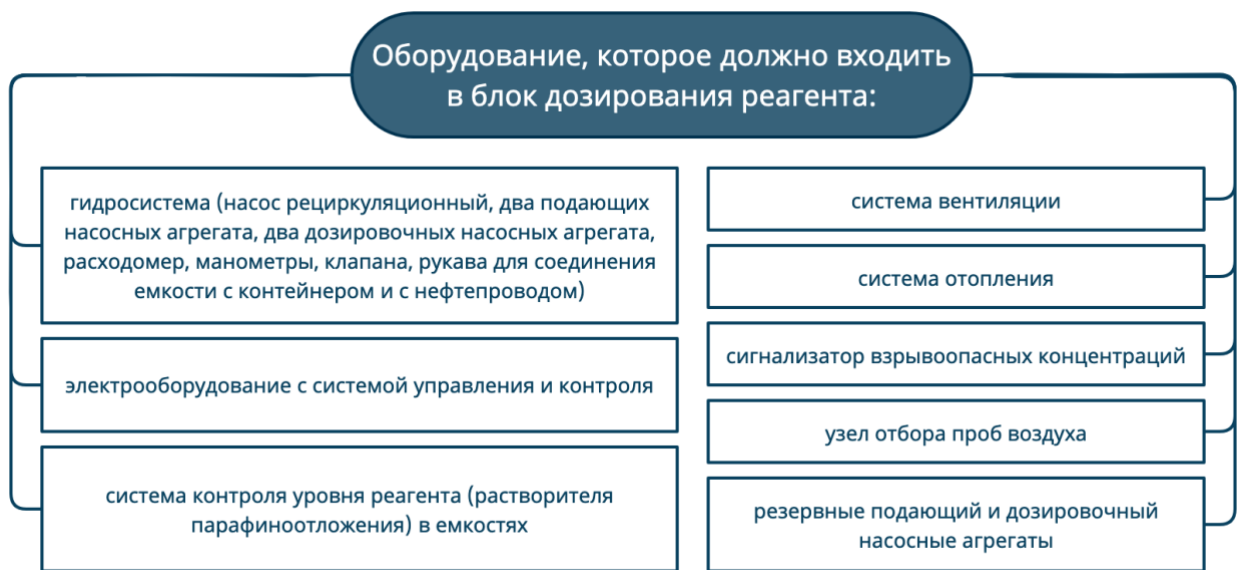 Оборудование, которое должно входить
в блок дозирования реагента:
гидросистема (насос рециркуляционный, два подающих
насосных агрегата, два дозировочных насосных агрегата,
расходомер, манометры, клапана, рукава для соединения
емкости с контейнером и с нефтепроводом)
электрооборудование с системой управления и контроля
система контроля уровня реагента (растворителя
парафиноотложения) в емкостях
система вентиляции
система отопления
сигнализатор взрывоопасных концентраций
узел отбора проб воздуха
резервные подающий и дозировочный
насосные агрегаты